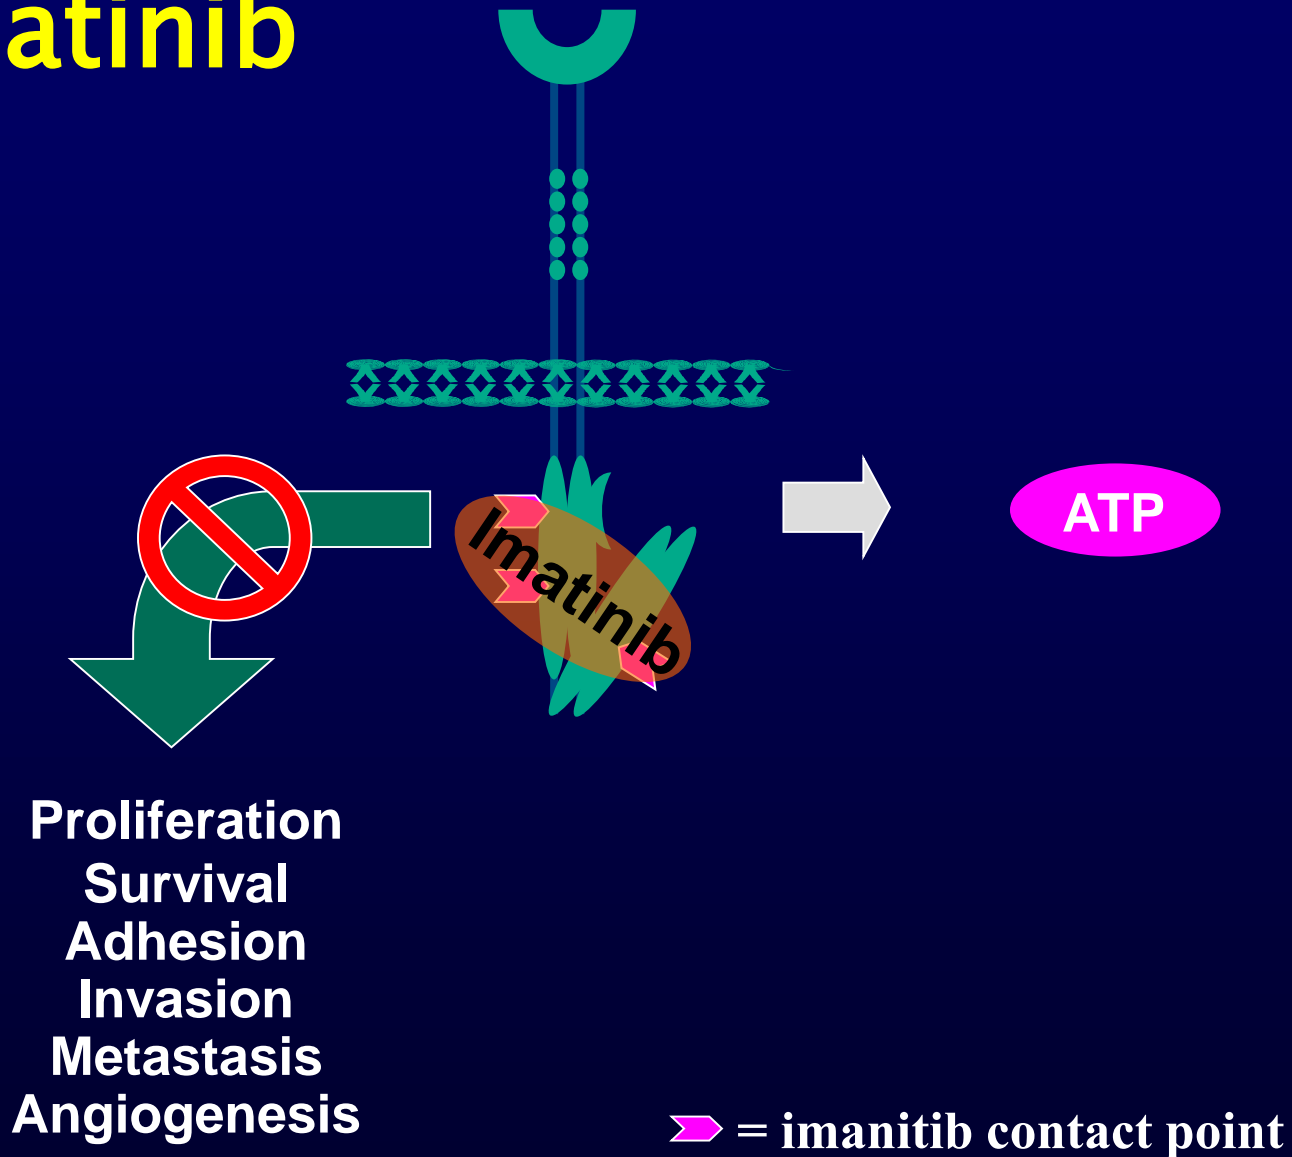 atinib
ATP
Imatinib
Proliferation
Survival
Adhesion
Invasion
Metastasis
Angiogenesis
= imanitib contact point